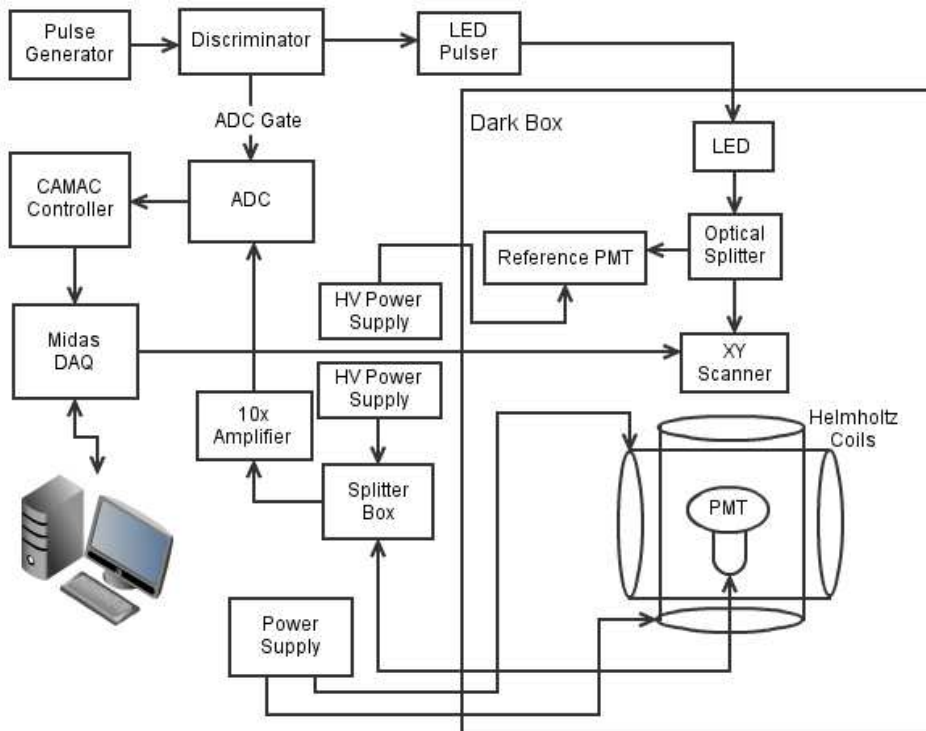 Pulse
Generator
Discriminator
LED
Pulser
ADC Gate
Dark Box
LED
CAMAC
Controller
ADC
Optical
Splitter
Reference PMT
HV Power
Supply
Midas
DAQ
XY
Scanner
HV Power
Supply
10x
Amplifier
Helmholtz
Coils
Splitter
Box
PMT
Power
Supply